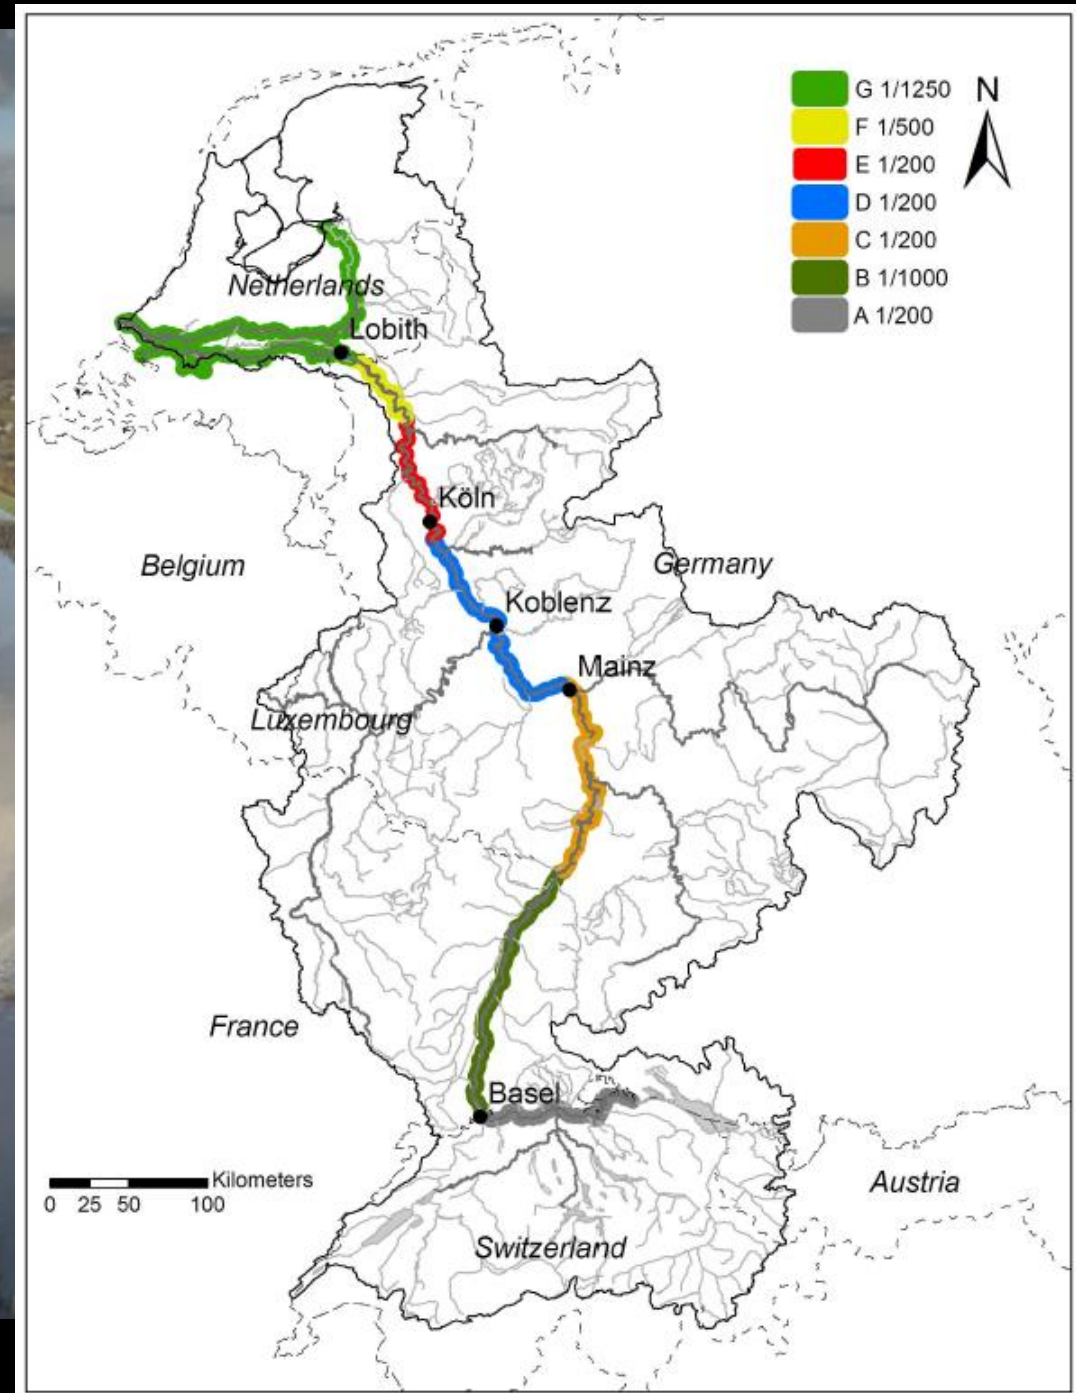 G 1/1250
N
F 1/500
E 1/200
D 1/200
C 1/200
B 1/1000
A 1/200
Netherlands
Lobith
Köln
Belgium
Germany
Koblenz
Mainz
Luxembourg
France
Basel
Kilometers
0 25 50 100
Austria
Switzerland